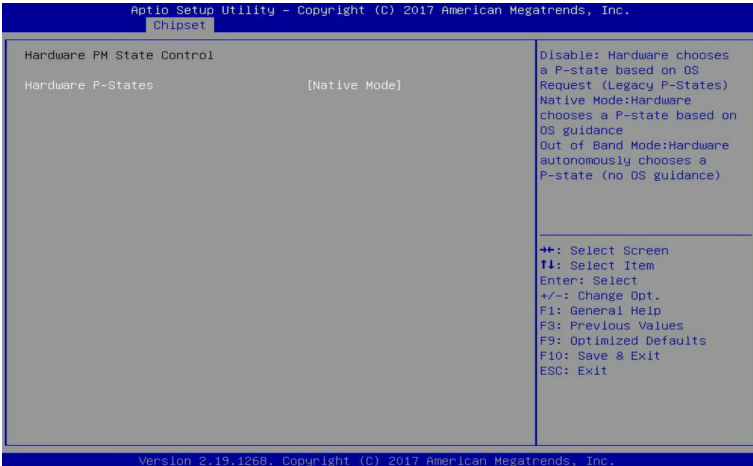 Aptio Setup Utility – Copyright (C) 2017 American Megatrends, Inc.
Chipset
Hardware PM State Control
Hardware P-States [Native Mode]
Disable: Hardware chooses
a P-state based on OS
Request (Legacy P-States)
Native Mode:Hardware
chooses a P-state based on
OS guidance
Out of Band Mode:Hardware
autonomously chooses a
P-state (no OS guidance)
→←: Select Screen
↑↓: Select Item
Enter: Select
+/-: Change Opt.
F1: General Help
F3: Previous Values
F9: Optimized Defaults
F10: Save & Exit
ESC: Exit
Version 2.19.1268. Copyright (C) 2017 American Megatrends, Inc.